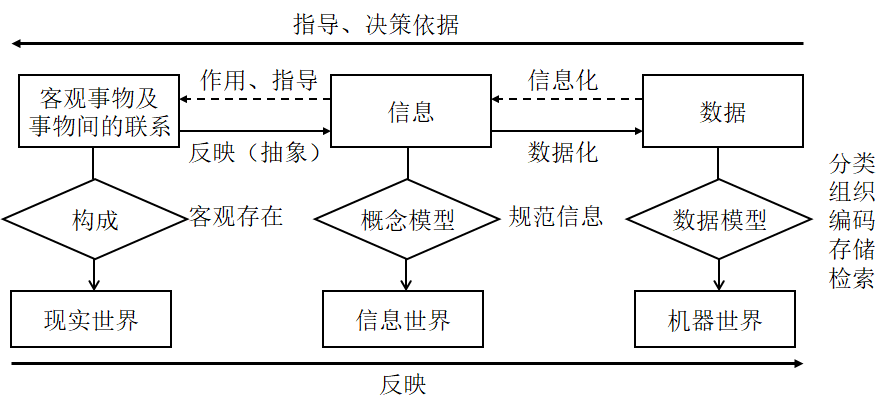 指导、决策依据
作用、指导
信息化
客观事物及
事物间的联系
信息
数据
反映（抽象）
数据化
构成
客观存在
概念模型
规范信息
数据模型
分类
组织
编码
存储
检索
现实世界
信息世界
机器世界
反映